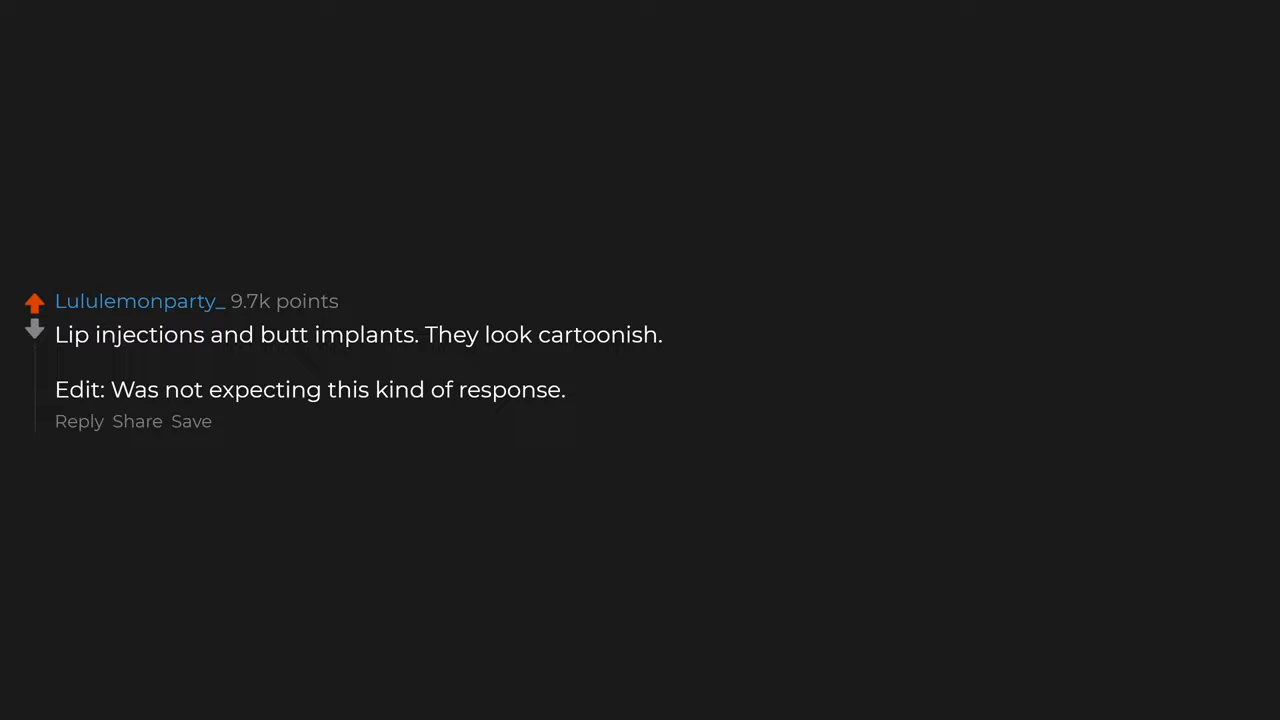 Lululemonparty_ 9.7k points
Lip injections and butt implants. They look cartoonish.
Edit: Was not expecting this kind of response.
Reply Share Save